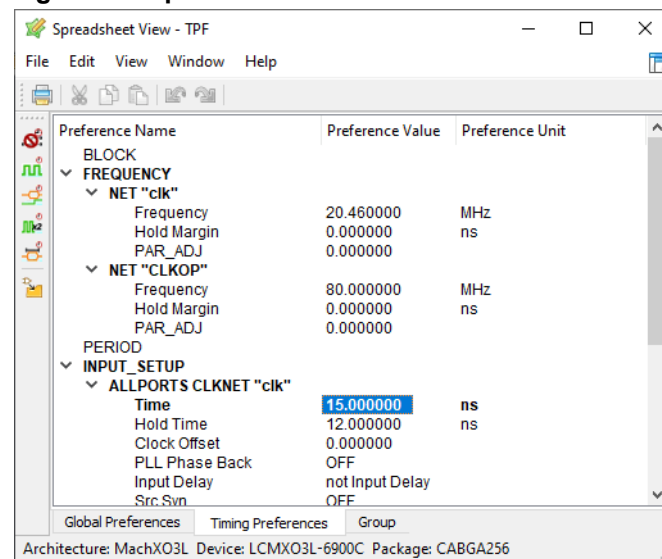 Spreadsheet View - TPF
File Edit View Window Help
Preference Name Preference Value Preference Unit
BLOCK
FREQUENCY
NET "clk"
Frequency 20.460000 MHz
Hold Margin 0.000000 ns
PAR_ADJ 0.000000
NET "CLKOP"
Frequency 80.000000 MHz
Hold Margin 0.000000 ns
PAR_ADJ 0.000000
PERIOD
INPUT_SETUP
ALLPORTS CLKNET "clk"
Time 15.000000 ns
Hold Time 12.000000 ns
Clock Offset 0.000000
PLL Phase Back OFF
Input Delay not Input Delay
Src Syn OFF
Global Preferences Timing Preferences Group
Architecture: MachXO3L Device: LCMXO3L-6900C Package: CABGA256